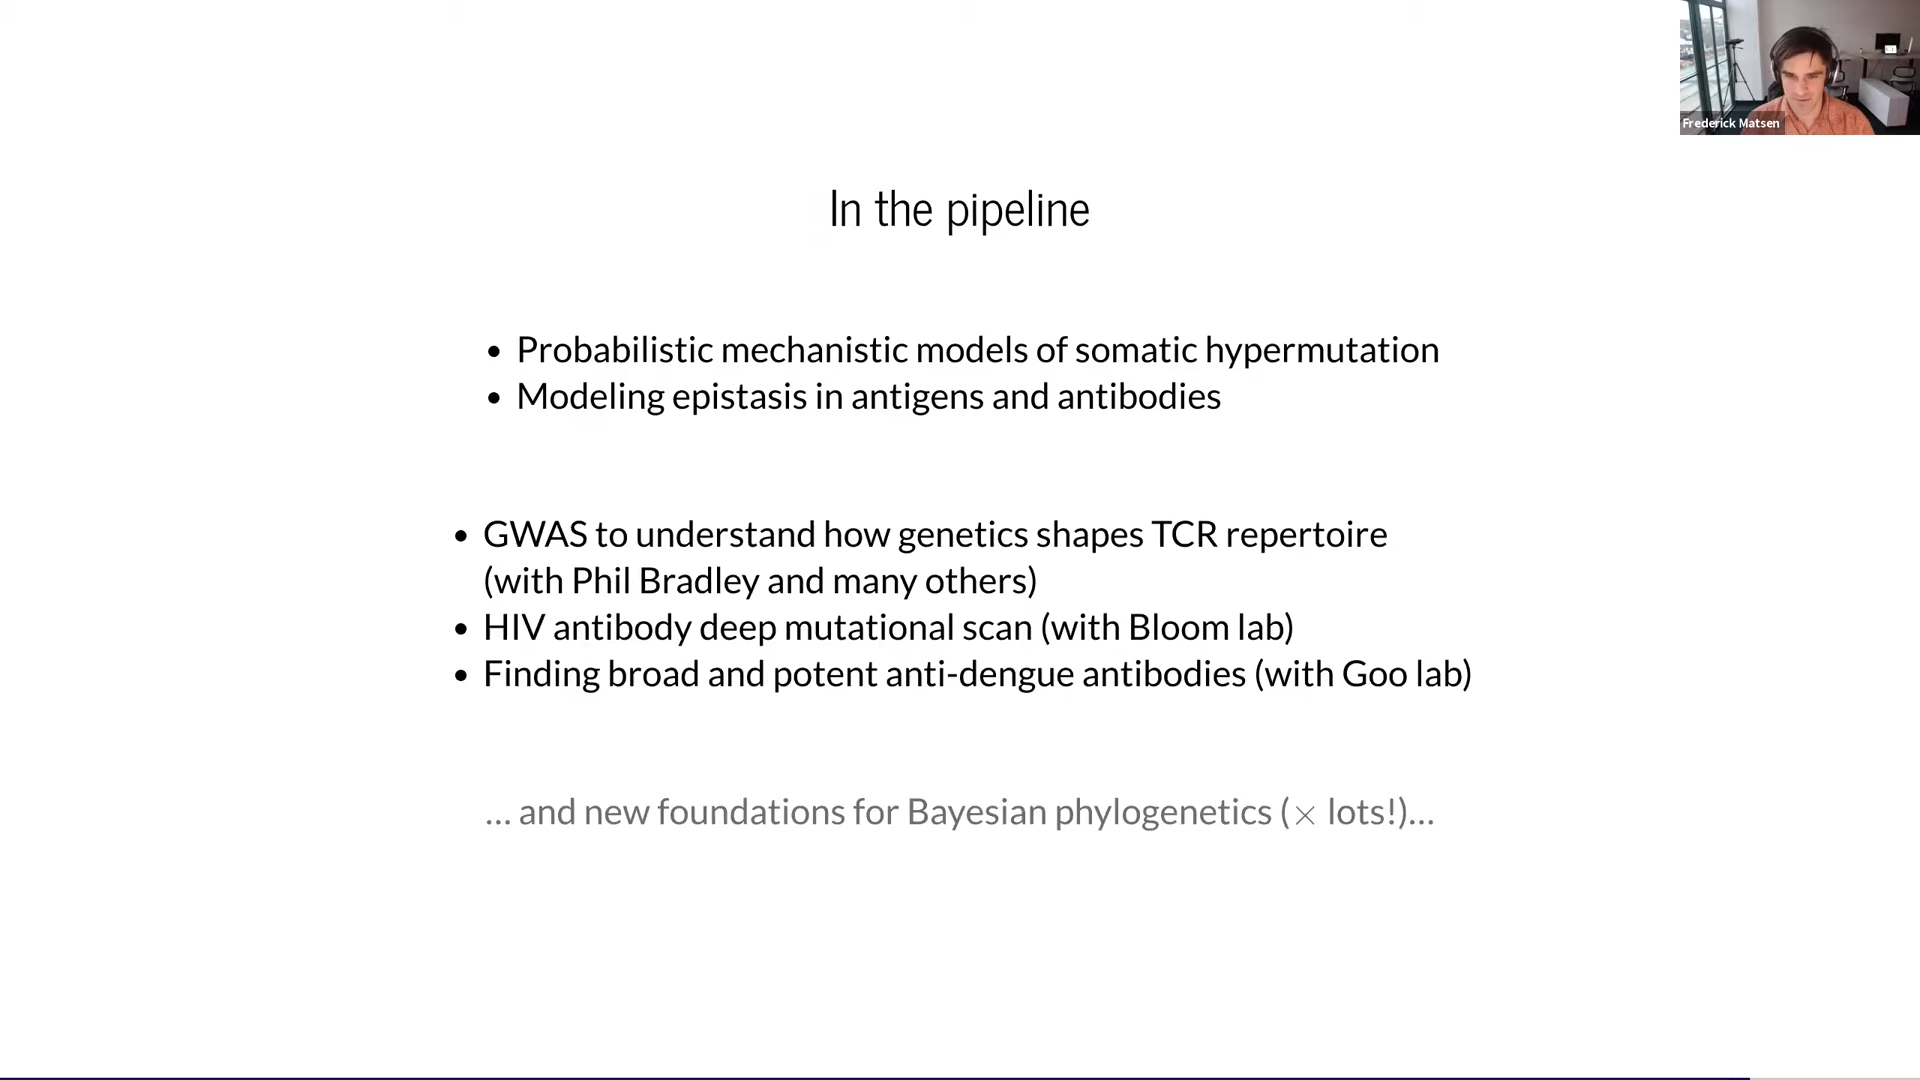 Frederick Matsen
In the pipeline
• Probabilistic mechanistic models of somatic hypermutation
• Modeling epistasis in antigens and antibodies
• GWAS to understand how genetics shapes TCR repertoire
(with Phil Bradley and many others)
• HIV antibody deep mutational scan (with Bloom lab)
• Finding broad and potent anti-dengue antibodies (with Goo lab)
... and new foundations for Bayesian phylogenetics (× lots!)...